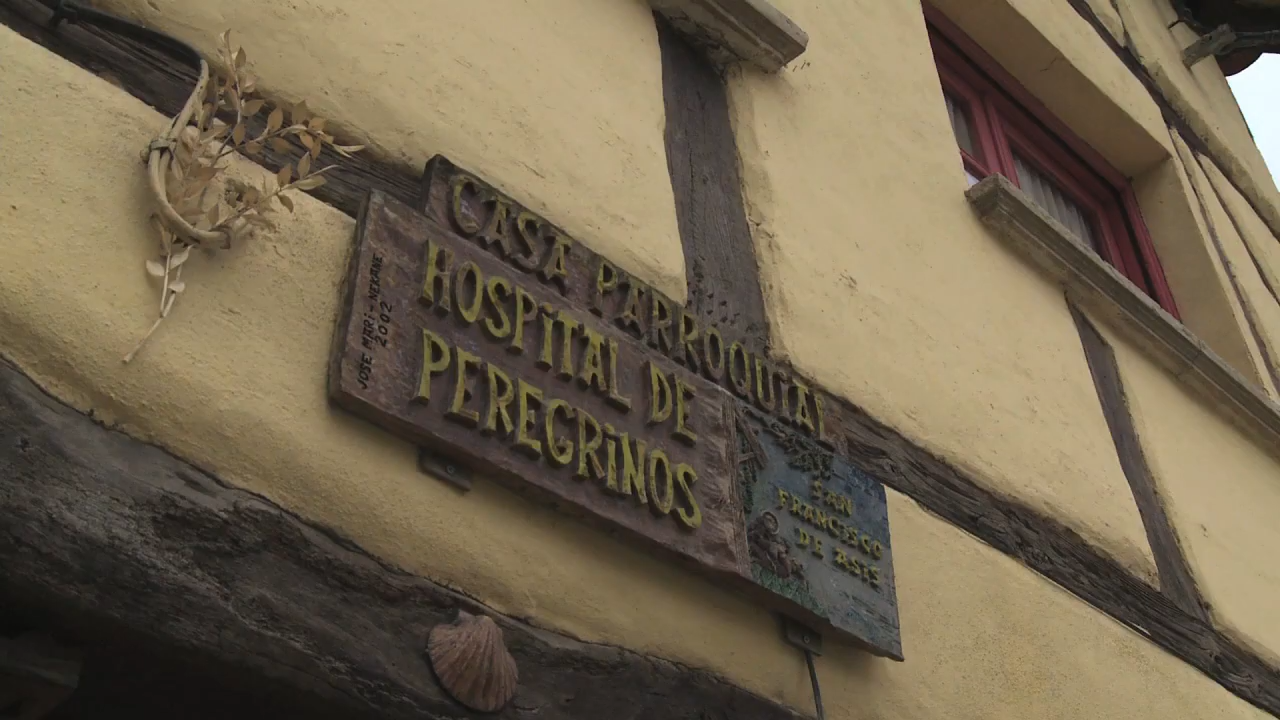 CASA PARROQUIAL
HOSPITAL DE
PEREGRINOS
JOSE MARI - NEKANE
2002
SAN
FRANCISCO
DE ASIS